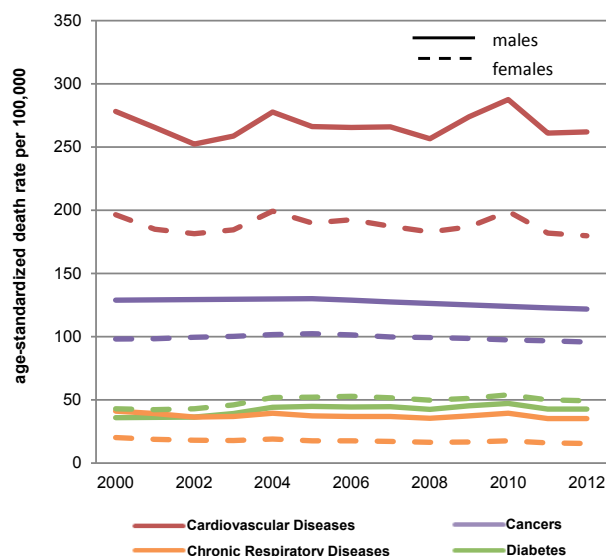 age-standardized death rate per 100,000
350
300
250
200
150
100
50
0
males
females
2000 2002 2004 2006 2008 2010 2012
Cardiovascular Diseases Cancers
Chronic Respiratory Diseases Diabetes